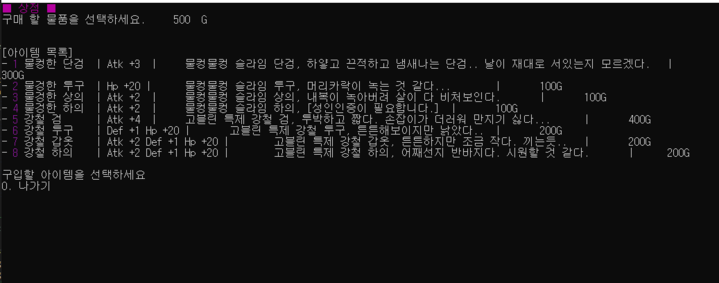 ■ 상점 ■
구매 할 물품을 선택하세요.    500  G
[아이템 목록]
- 1 물컹한 단검  | Atk +3  |    물컹물컹 슬라임 단검, 하얗고 끈적하고 냄새나는 단검.. 날이 재대로 서있는지 모르겠다.  |
300G
- 2 물컹한 투구  | Hp +20 |    물컹물컹 슬라임 투구, 머리카락이 녹는 것 같다...    |    100G
- 3 물컹한 상의  | Atk +2  |    물컹물컹 슬라임 상의, 내복이 녹아버려 살이 다 비쳐보인다.    |    100G
- 4 물컹한 하의  | Atk +2  |    물컹물컹 슬라임 하의, [성인인증이 필요합니다.] |    100G
- 5 강철 검    | Atk +4  |    고블린 특제 강철 검, 투박하고 짧다. 손잡이가 더러워 만지기 싫다...    |    400G
- 6 강철 투구    | Def +1 Hp +20 |    고블린 특제 강철 투구, 튼튼해보이지만 낡았다..  |    200G
- 7 강철 갑옷    | Atk +2 Def +1 Hp +20 |    고블린 특제 강철 갑옷, 튼튼하지만 조금 작다. 끼는듯..    |    200G
- 8 강철 하의    | Atk +2 Def +1 Hp +20 |    고블린 특제 강철 하의, 어째선지 반바지다. 시원할 것 같다.    |    200G
구입할 아이템을 선택하세요
0. 나가기